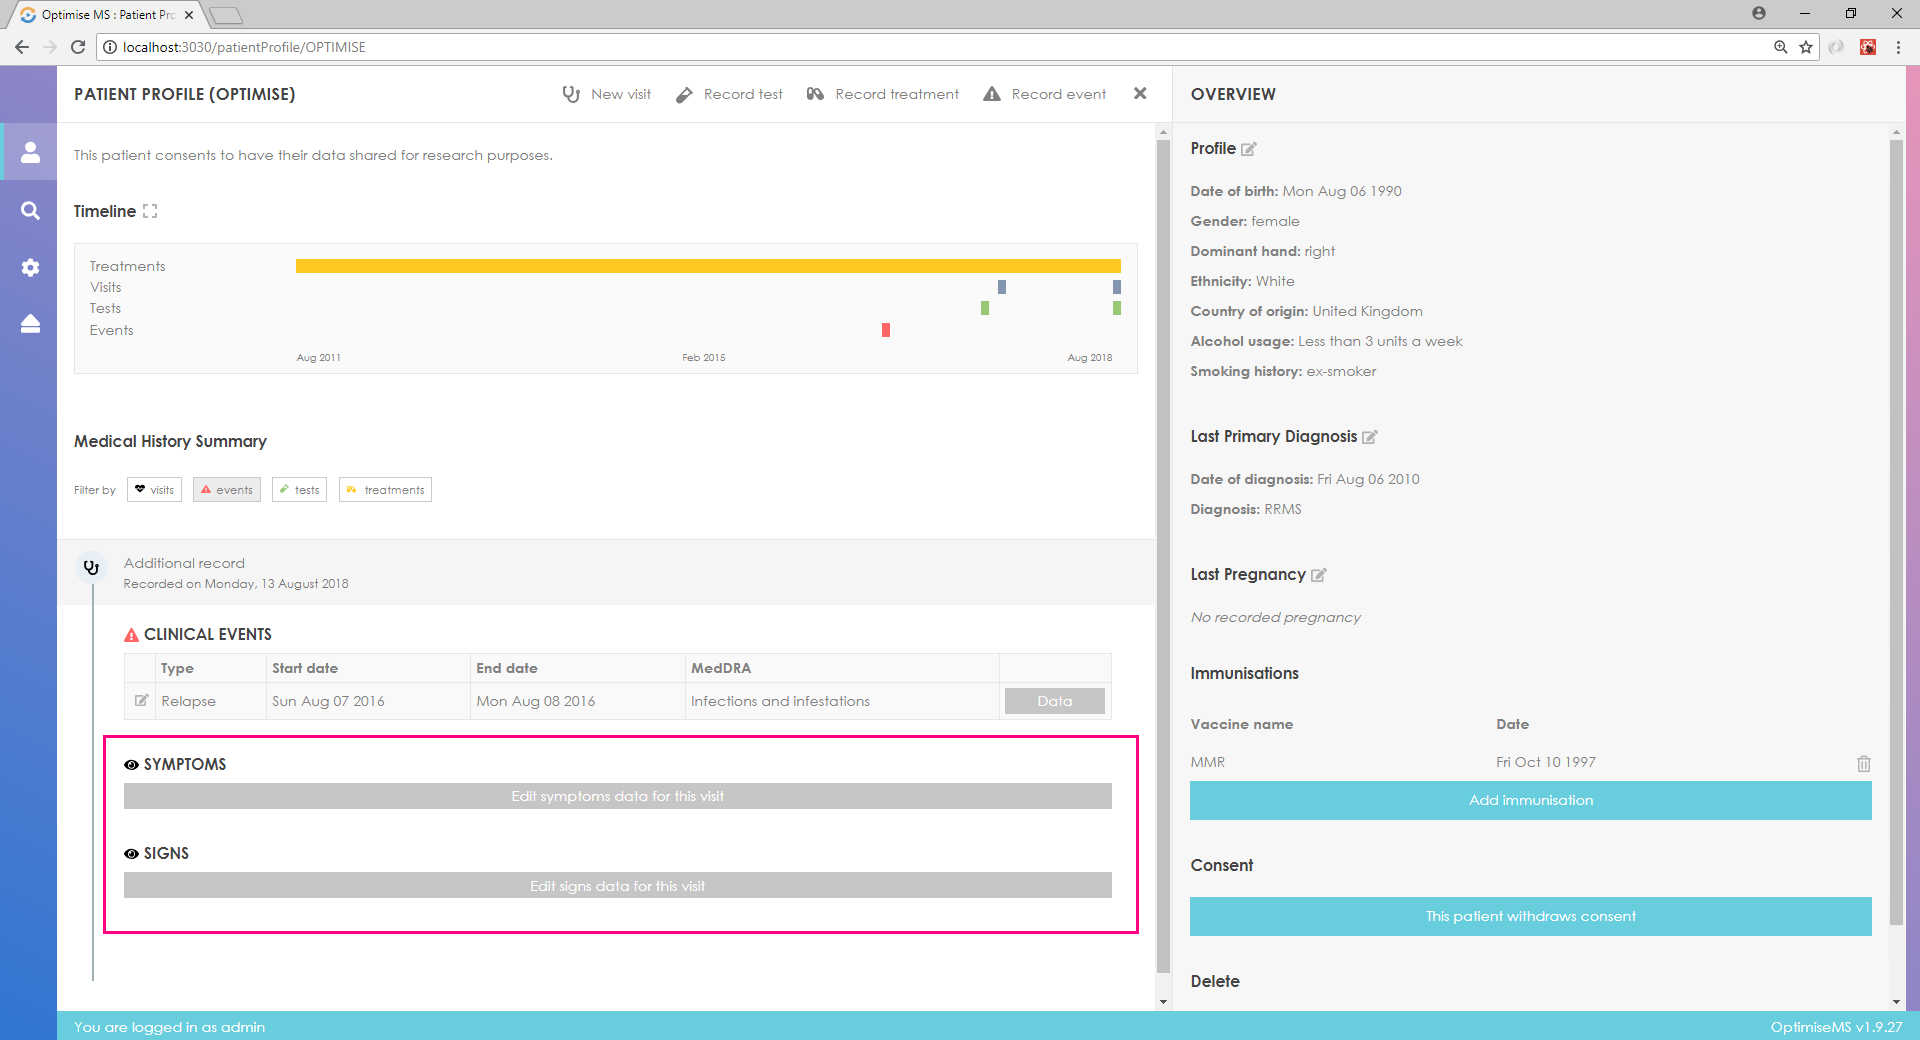 Optimise MS : Patient Pro
localhost:3030/patientProfile/OPTIMISE
PATIENT PROFILE (OPTIMISE)
New visit
Record test
Record treatment
Record event
This patient consents to have their data shared for research purposes.
Timeline
Treatments
Visits
Tests
Events
Aug 2011
Feb 2015
Aug 2018
Medical History Summary
Filter by
visits
events
tests
treatments
Additional record
Recorded on Monday, 13 August 2018
CLINICAL EVENTS
Type Start date End date MedDRA
Relapse Sun Aug 07 2016 Mon Aug 08 2016 Infections and infestations Data
SYMPTOMS
Edit symptoms data for this visit
SIGNS
Edit signs data for this visit
OVERVIEW
Profile
Date of birth: Mon Aug 06 1990
Gender: female
Dominant hand: right
Ethnicity: White
Country of origin: United Kingdom
Alcohol usage: Less than 3 units a week
Smoking history: ex-smoker
Last Primary Diagnosis
Date of diagnosis: Fri Aug 06 2010
Diagnosis: RRMS
Last Pregnancy
No recorded pregnancy
Immunisations
Vaccine name Date
MMR Fri Oct 10 1997
Add immunisation
Consent
This patient withdraws consent
Delete
You are logged in as admin
OptimiseMS v1.9.27